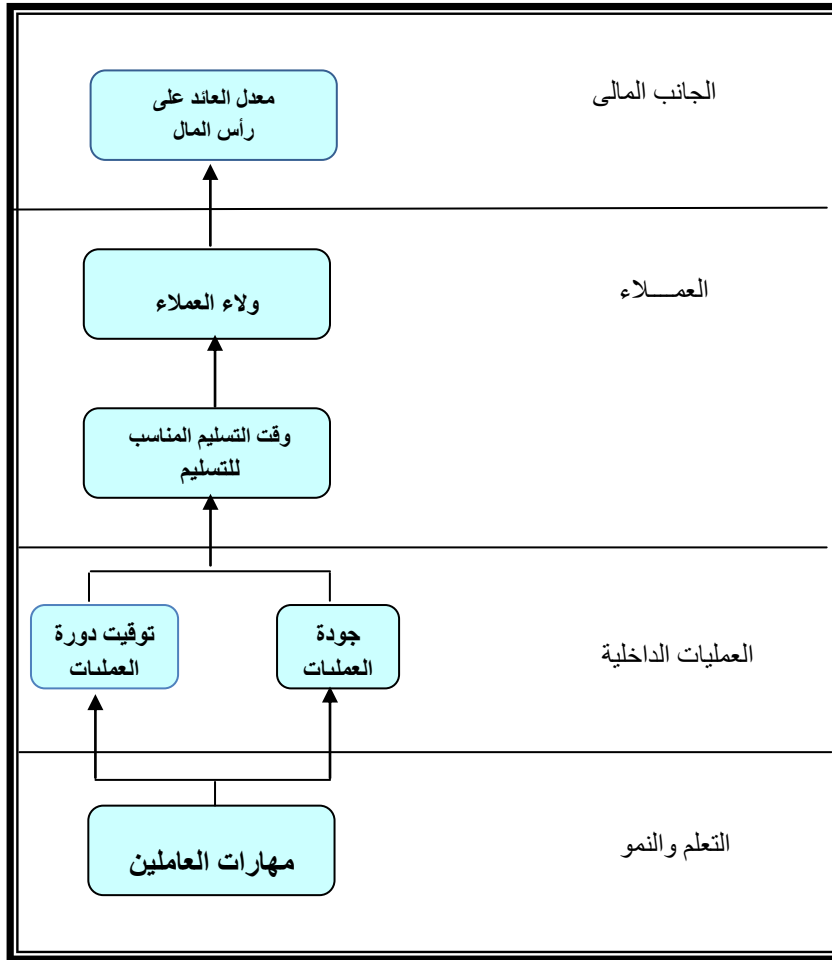 الجانب المالى
معدل العائد على
رأس المال
العمـــلاء
ولاء العملاء
وقت التسليم المناسب
للتسليم
العمليات الداخلية
جودة
العمليات
توقيت دورة
العمليات
التعلم والنمو
مهارات العاملين